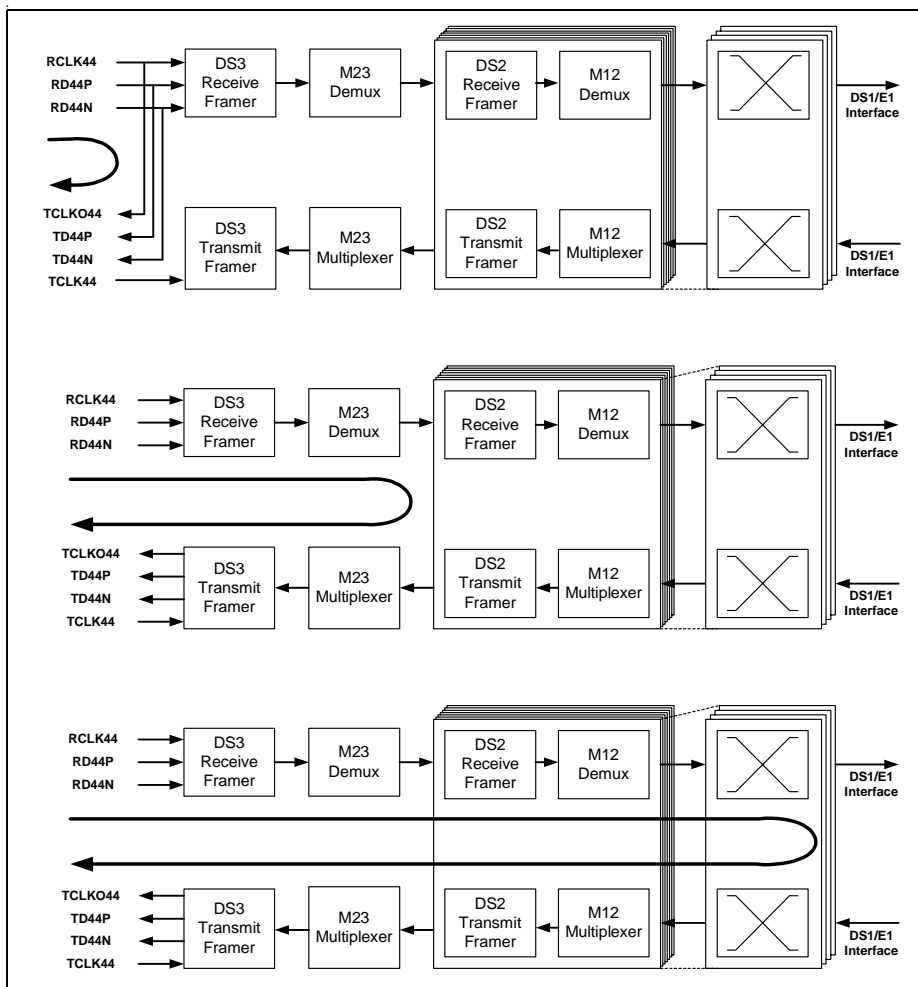 RCLK44
RD44P
RD44N
DS3
Receive
Framer
M23
Demux
DS2
Receive
Framer
M12
Demux
DS1/E1
Interface
TCLKO44
TD44P
TD44N
TCLK44
DS3
Transmit
Framer
M23
Multiplexer
DS2
Transmit
Framer
M12
Multiplexer
DS1/E1
Interface
RCLK44
RD44P
RD44N
DS3
Receive
Framer
M23
Demux
DS2
Receive
Framer
M12
Demux
DS1/E1
Interface
TCLKO44
TD44P
TD44N
TCLK44
DS3
Transmit
Framer
M23
Multiplexer
DS2
Transmit
Framer
M12
Multiplexer
DS1/E1
Interface
RCLK44
RD44P
RD44N
DS3
Receive
Framer
M23
Demux
DS2
Receive
Framer
M12
Demux
DS1/E1
Interface
TCLKO44
TD44P
TD44N
TCLK44
DS3
Transmit
Framer
M23
Multiplexer
DS2
Transmit
Framer
M12
Multiplexer
DS1/E1
Interface